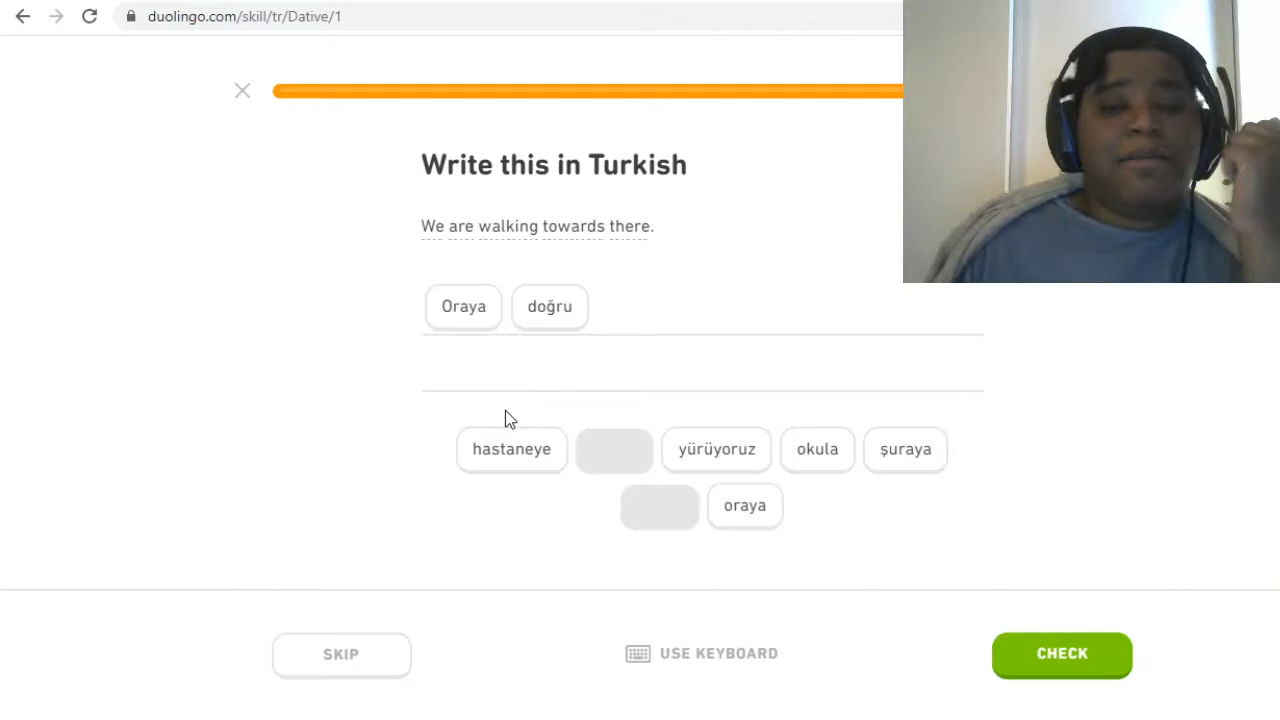 duolingo.com/skill/tr/Dative/1
Write this in Turkish
We are walking towards there.
Oraya doğru
hastaneye yürüyoruz okula şuraya
oraya
SKIP USE KEYBOARD CHECK